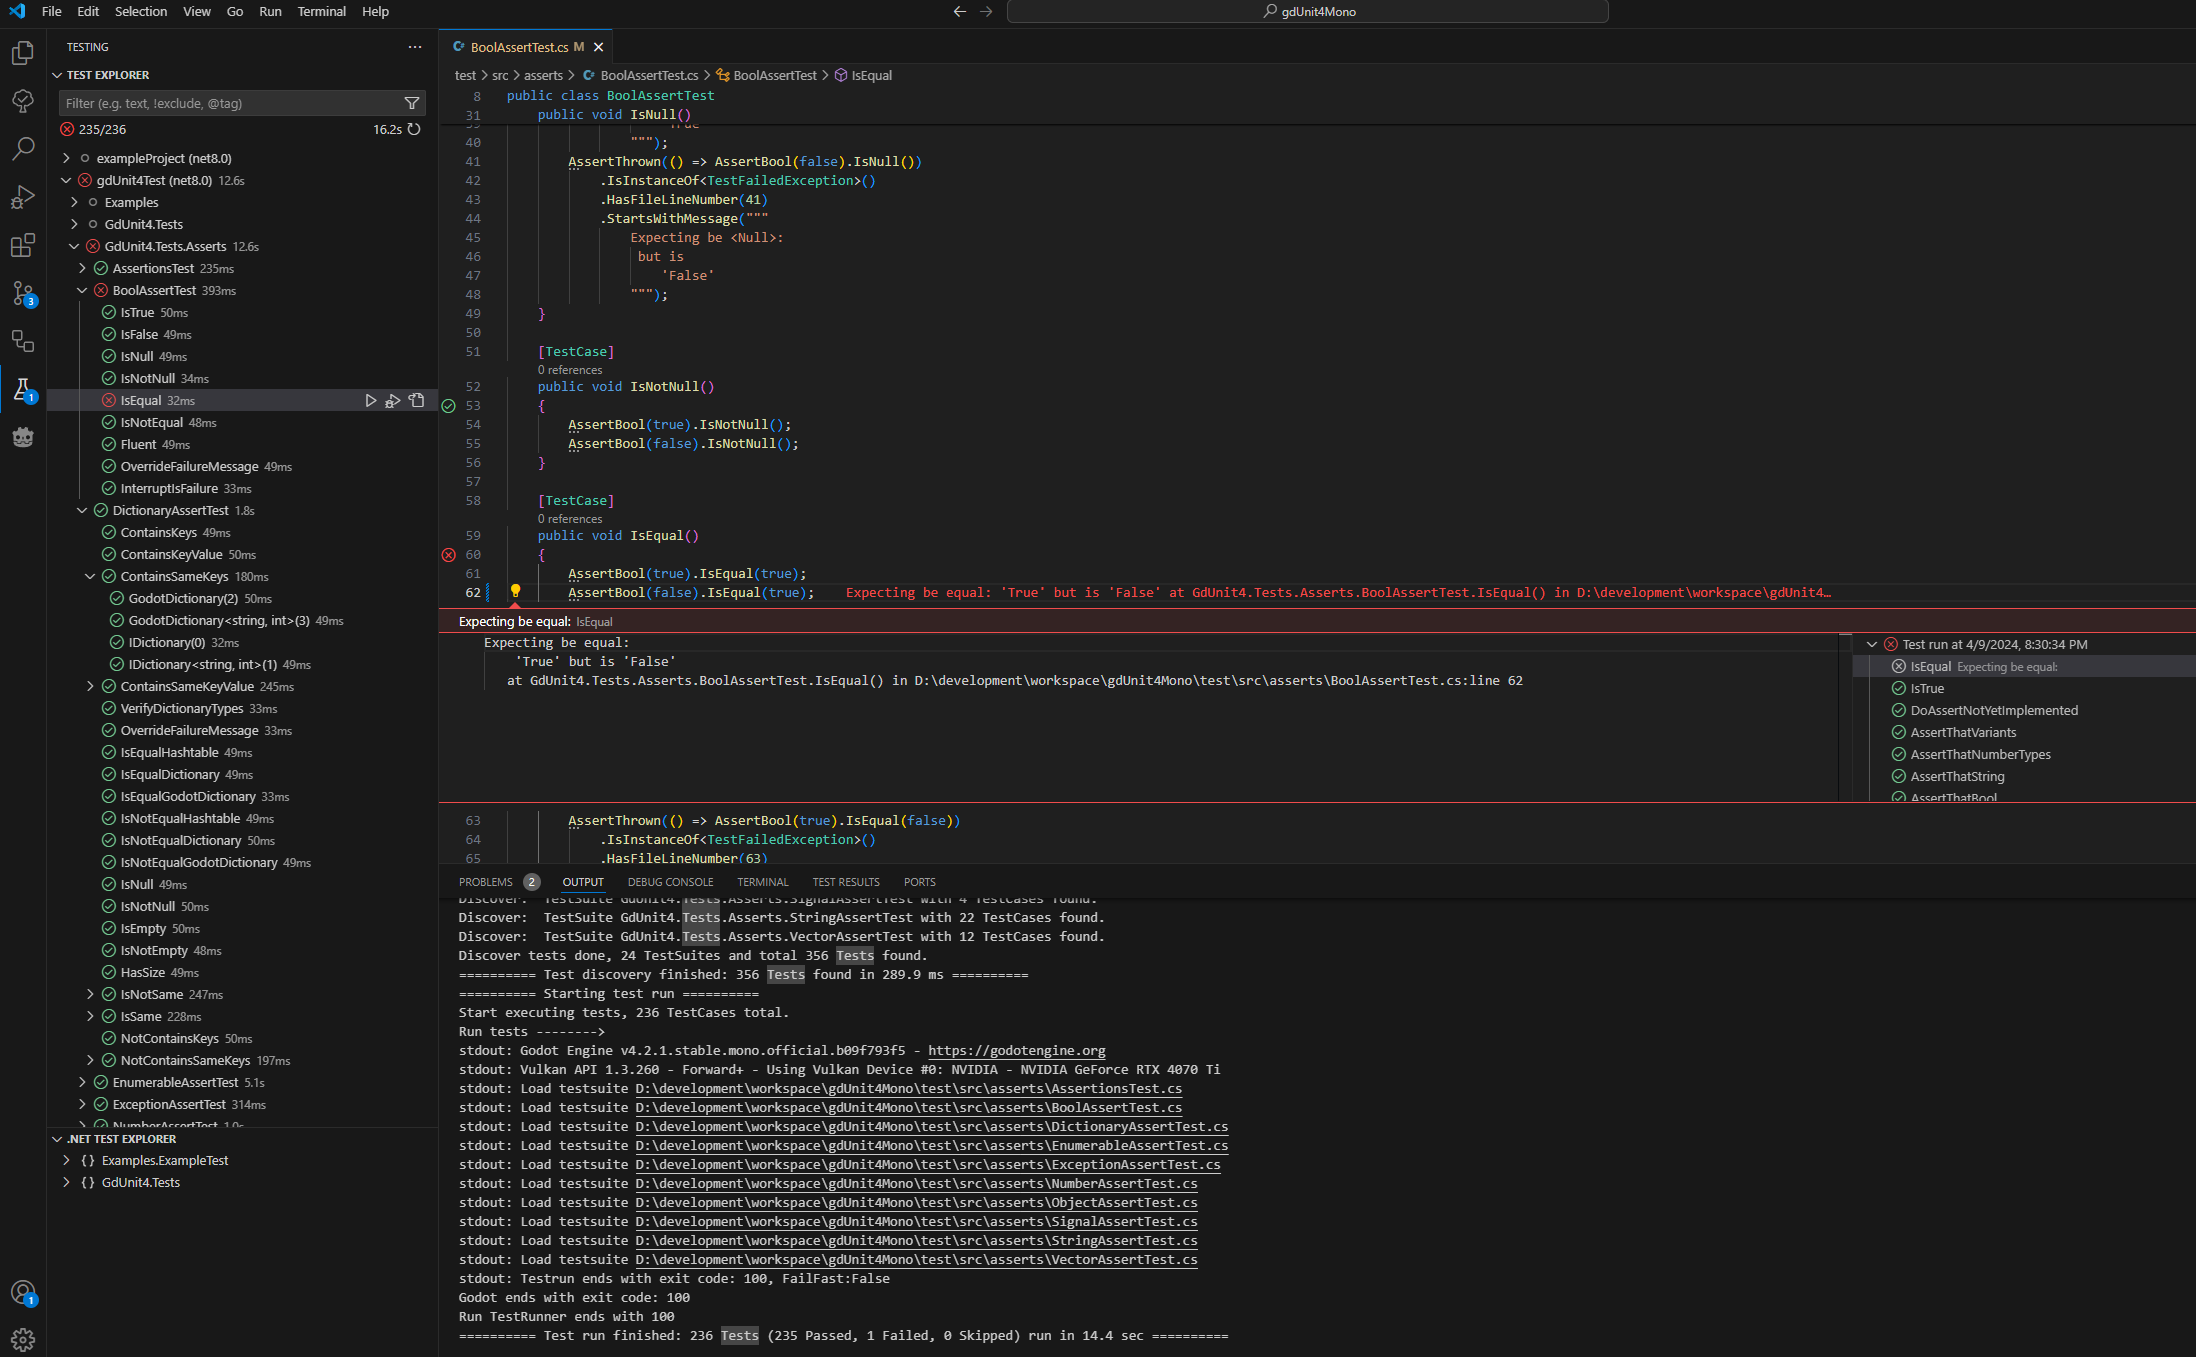 File Edit Selection View Go Run Terminal Help
gdUnit4Mono
TESTING
TEST EXPLORER
Filter (e.g. text, !exclude, @tag)
235/236 16.2s
exampleProject (net8.0)
gdUnit4Test (net8.0) 12.6s
Examples
GdUnit4.Tests
GdUnit4.Tests.Asserts 12.6s
AssertionsTest 235ms
BoolAssertTest 393ms
IsTrue 50ms
IsFalse 49ms
IsNull 49ms
IsNotNull 34ms
IsEqual 32ms
IsNotEqual 48ms
Fluent 49ms
OverrideFailureMessage 49ms
InterruptIsFailure 33ms
DictionaryAssertTest 1.8s
ContainsKeys 49ms
ContainsKeyValue 50ms
ContainsSameKeys 180ms
GodotDictionary(2) 50ms
GodotDictionary<string, int>(3) 49ms
IDictionary(0) 32ms
IDictionary<string, int>(1) 49ms
ContainsSameKeyValue 245ms
VerifyDictionaryTypes 33ms
OverrideFailureMessage 33ms
IsEqualHashtable 49ms
IsEqualDictionary 49ms
IsEqualGodotDictionary 33ms
IsNotEqualHashtable 49ms
IsNotEqualDictionary 50ms
IsNotEqualGodotDictionary 49ms
IsNull 49ms
IsNotNull 50ms
IsEmpty 50ms
IsNotEmpty 48ms
HasSize 49ms
IsNotSame 247ms
IsSame 228ms
NotContainsKeys 50ms
NotContainsSameKeys 197ms
EnumerableAssertTest 5.1s
ExceptionAssertTest 314ms
NumberAssertTest 1.0s
.NET TEST EXPLORER
{} Examples.ExampleTest
{} GdUnit4.Tests
3
1
1
BoolAssertTest.cs M
test > src > asserts > BoolAssertTest.cs > BoolAssertTest > IsEqual
8 public class BoolAssertTest
31 public void IsNull()
39 'True'
40 """);
41 AssertThrown(() => AssertBool(false).IsNull())
42 .IsInstanceOf<TestFailedException>()
43 .HasFileLineNumber(41)
44 .StartsWithMessage("""
45 Expecting be <Null>:
46 but is
47 'False'
48 """);
49 }
50
51 [TestCase]
0 references
52 public void IsNotNull()
53 {
54 AssertBool(true).IsNotNull();
55 AssertBool(false).IsNotNull();
56 }
57
58 [TestCase]
0 references
59 public void IsEqual()
60 {
61 AssertBool(true).IsEqual(true);
62 AssertBool(false).IsEqual(true); Expecting be equal: 'True' but is 'False' at GdUnit4.Tests.Asserts.BoolAssertTest.IsEqual() in D:\development\workspace\gdUnit4…
Expecting be equal: IsEqual
Expecting be equal:
'True' but is 'False'
at GdUnit4.Tests.Asserts.BoolAssertTest.IsEqual() in D:\development\workspace\gdUnit4Mono\test\src\asserts\BoolAssertTest.cs:line 62
Test run at 4/9/2024, 8:30:34 PM
IsEqual Expecting be equal:
IsTrue
DoAssertNotYetImplemented
AssertThatVariants
AssertThatNumberTypes
AssertThatString
AssertThatBool
63 AssertThrown(() => AssertBool(true).IsEqual(false))
64 .IsInstanceOf<TestFailedException>()
65 .HasFileLineNumber(63)
PROBLEMS 2 OUTPUT DEBUG CONSOLE TERMINAL TEST RESULTS PORTS
Discover: TestSuite GdUnit4.Tests.Asserts.SignalAssertTest with 4 TestCases found.
Discover: TestSuite GdUnit4.Tests.Asserts.StringAssertTest with 22 TestCases found.
Discover: TestSuite GdUnit4.Tests.Asserts.VectorAssertTest with 12 TestCases found.
Discover tests done, 24 TestSuites and total 356 Tests found.
========== Test discovery finished: 356 Tests found in 289.9 ms ==========
========== Starting test run ==========
Start executing tests, 236 TestCases total.
Run tests -------->
stdout: Godot Engine v4.2.1.stable.mono.official.b09f793f5 - https://godotengine.org
stdout: Vulkan API 1.3.260 - Forward+ - Using Vulkan Device #0: NVIDIA - NVIDIA GeForce RTX 4070 Ti
stdout: Load testsuite D:\development\workspace\gdUnit4Mono\test\src\asserts\AssertionsTest.cs
stdout: Load testsuite D:\development\workspace\gdUnit4Mono\test\src\asserts\BoolAssertTest.cs
stdout: Load testsuite D:\development\workspace\gdUnit4Mono\test\src\asserts\DictionaryAssertTest.cs
stdout: Load testsuite D:\development\workspace\gdUnit4Mono\test\src\asserts\EnumerableAssertTest.cs
stdout: Load testsuite D:\development\workspace\gdUnit4Mono\test\src\asserts\ExceptionAssertTest.cs
stdout: Load testsuite D:\development\workspace\gdUnit4Mono\test\src\asserts\NumberAssertTest.cs
stdout: Load testsuite D:\development\workspace\gdUnit4Mono\test\src\asserts\ObjectAssertTest.cs
stdout: Load testsuite D:\development\workspace\gdUnit4Mono\test\src\asserts\SignalAssertTest.cs
stdout: Load testsuite D:\development\workspace\gdUnit4Mono\test\src\asserts\StringAssertTest.cs
stdout: Load testsuite D:\development\workspace\gdUnit4Mono\test\src\asserts\VectorAssertTest.cs
stdout: Testrun ends with exit code: 100, FailFast:False
Godot ends with exit code: 100
Run TestRunner ends with 100
========== Test run finished: 236 Tests (235 Passed, 1 Failed, 0 Skipped) run in 14.4 sec ==========